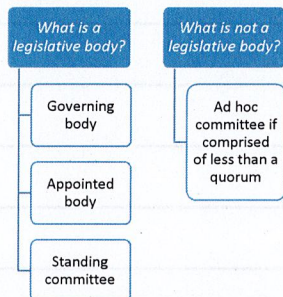 What is a
legislative body?
Governing
body
Appointed
body
Standing
committee
What is not a
legislative body?
Ad hoc
committee if
comprised
of less than a
quorum